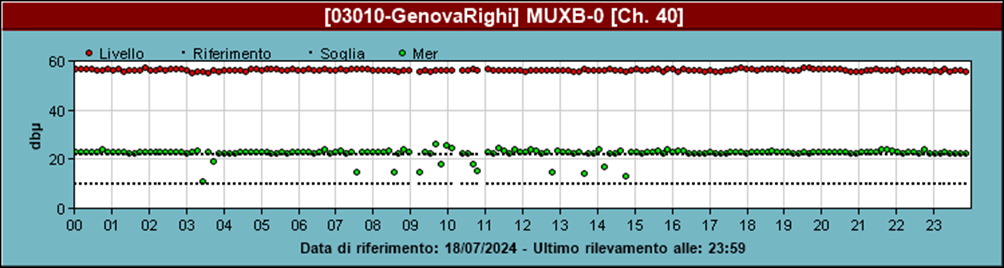 [03010-GenovaRighi] MUXB-0 [Ch. 40]
Livello Riferimento Soglia Mer
dbµ
60
40
20
0
00 01 02 03 04 05 06 07 08 09 10 11 12 13 14 15 16 17 18 19 20 21 22 23
Data di riferimento: 18/07/2024 - Ultimo rilevamento alle: 23:59